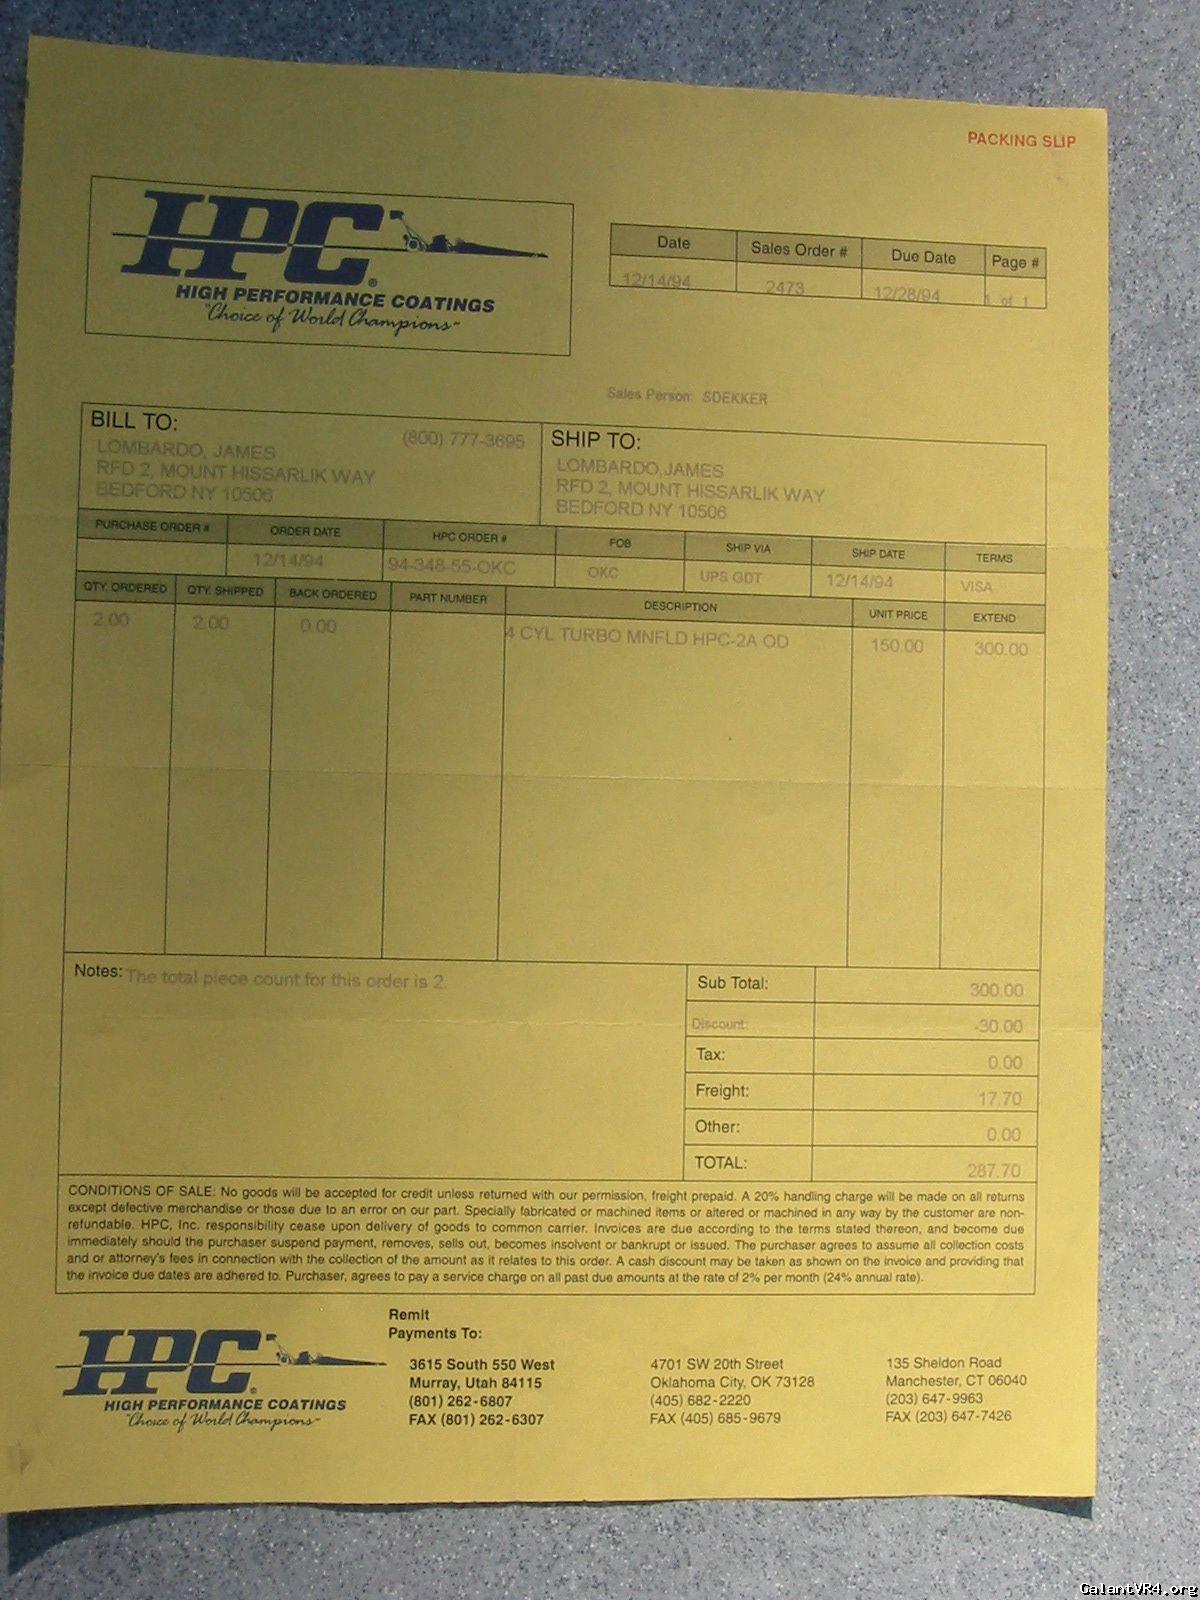 PACKING SLIP
HPC®
HIGH PERFORMANCE COATINGS
"Choice of World Champions"
Date Sales Order # Due Date Page #
12/14/94 2473 12/28/94 1 of 1
Sales Person: SDEKKER
BILL TO: (800) 777-3695
LOMBARDO, JAMES
RFD 2, MOUNT HISSARLIK WAY
BEDFORD NY 10506
SHIP TO:
LOMBARDO,JAMES
RFD 2, MOUNT HISSARLIK WAY
BEDFORD NY 10506
PURCHASE ORDER # ORDER DATE HPC ORDER # FOB SHIP VIA SHIP DATE TERMS
12/14/94 94-348-55-OKC OKC UPS GDT 12/14/94 VISA
QTY. ORDERED QTY. SHIPPED BACK ORDERED PART NUMBER DESCRIPTION UNIT PRICE EXTEND
2.00 2.00 0.00 4 CYL TURBO MNFLD HPC-2A OD 150.00 300.00
Notes: The total piece count for this order is 2.
Sub Total: 300.00
Discount: -30.00
Tax: 0.00
Freight: 17.70
Other: 0.00
TOTAL: 287.70
CONDITIONS OF SALE: No goods will be accepted for credit unless returned with our permission, freight prepaid. A 20% handling charge will be made on all returns
except defective merchandise or those due to an error on our part. Specially fabricated or machined items or altered or machined in any way by the customer are non-
refundable. HPC, Inc. responsibility cease upon delivery of goods to common carrier. Invoices are due according to the terms stated thereon, and become due
immediately should the purchaser suspend payment, removes, sells out, becomes insolvent or bankrupt or issued. The purchaser agrees to assume all collection costs
and or attorney's fees in connection with the collection of the amount as it relates to this order. A cash discount may be taken as shown on the invoice and providing that
the invoice due dates are adhered to. Purchaser, agrees to pay a service charge on all past due amounts at the rate of 2% per month (24% annual rate).
HPC®
HIGH PERFORMANCE COATINGS
"Choice of World Champions"
Remit
Payments To:
3615 South 550 West
Murray, Utah 84115
(801) 262-6807
FAX (801) 262-6307
4701 SW 20th Street
Oklahoma City, OK 73128
(405) 682-2220
FAX (405) 685-9679
135 Sheldon Road
Manchester, CT 06040
(203) 647-9963
FAX (203) 647-7426
GalantVR4.org